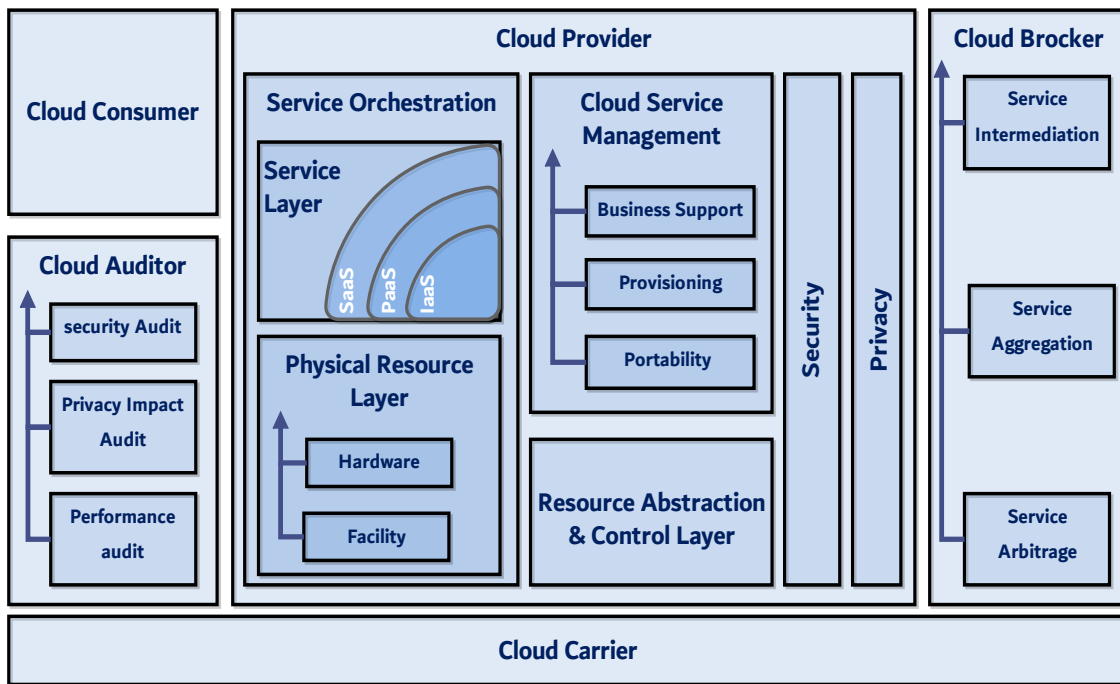 Cloud Consumer
Cloud Auditor
security Audit
Privacy Impact
Audit
Performance
audit
Cloud Provider
Service Orchestration
Service
Layer
SaaS
PaaS
IaaS
Physical Resource
Layer
Hardware
Facility
Cloud Service
Management
Business Support
Provisioning
Portability
Resource Abstraction
& Control Layer
Security
Privacy
Cloud Brocker
Service
Intermediation
Service
Aggregation
Service
Arbitrage
Cloud Carrier